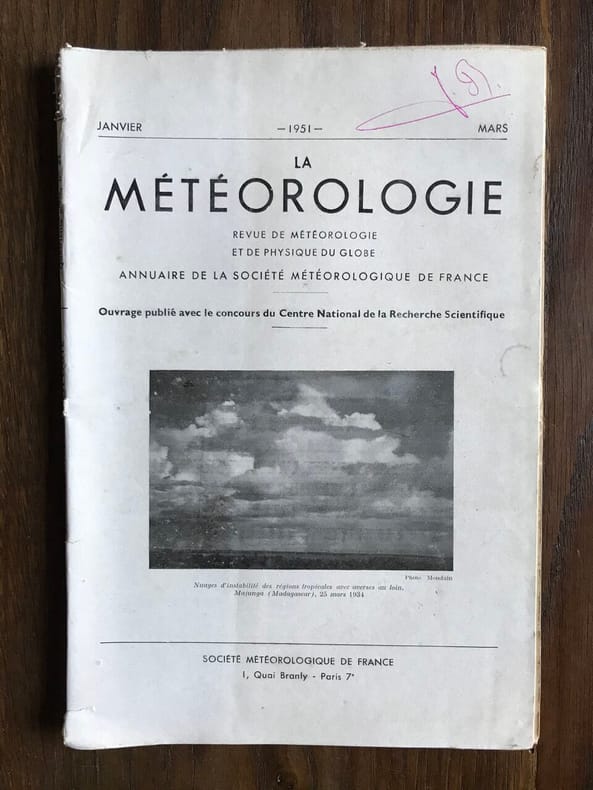 JANVIER —1951— MARS
LA
MÉTÉOROLOGIE
REVUE DE MÉTÉOROLOGIE
ET DE PHYSIQUE DU GLOBE
ANNUAIRE DE LA SOCIÉTÉ MÉTÉOROLOGIQUE DE FRANCE
Ouvrage publié avec le concours du Centre National de la Recherche Scientifique
Photo
Nuages d'instabilité des régions tropicales avec averses au loin.
Majunga (Madagascar), 25 mars 1934
SOCIÉTÉ MÉTÉOROLOGIQUE DE FRANCE
1, Quai Branly - Paris 7e